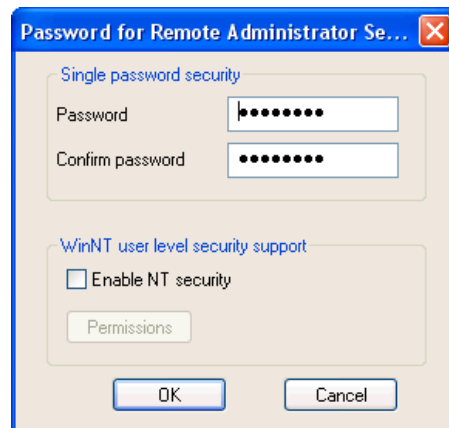 Password for Remote Administrator Se...
Single password security
Password
Confirm password
WinNT user level security support
Enable NT security
Permissions
OK
Cancel